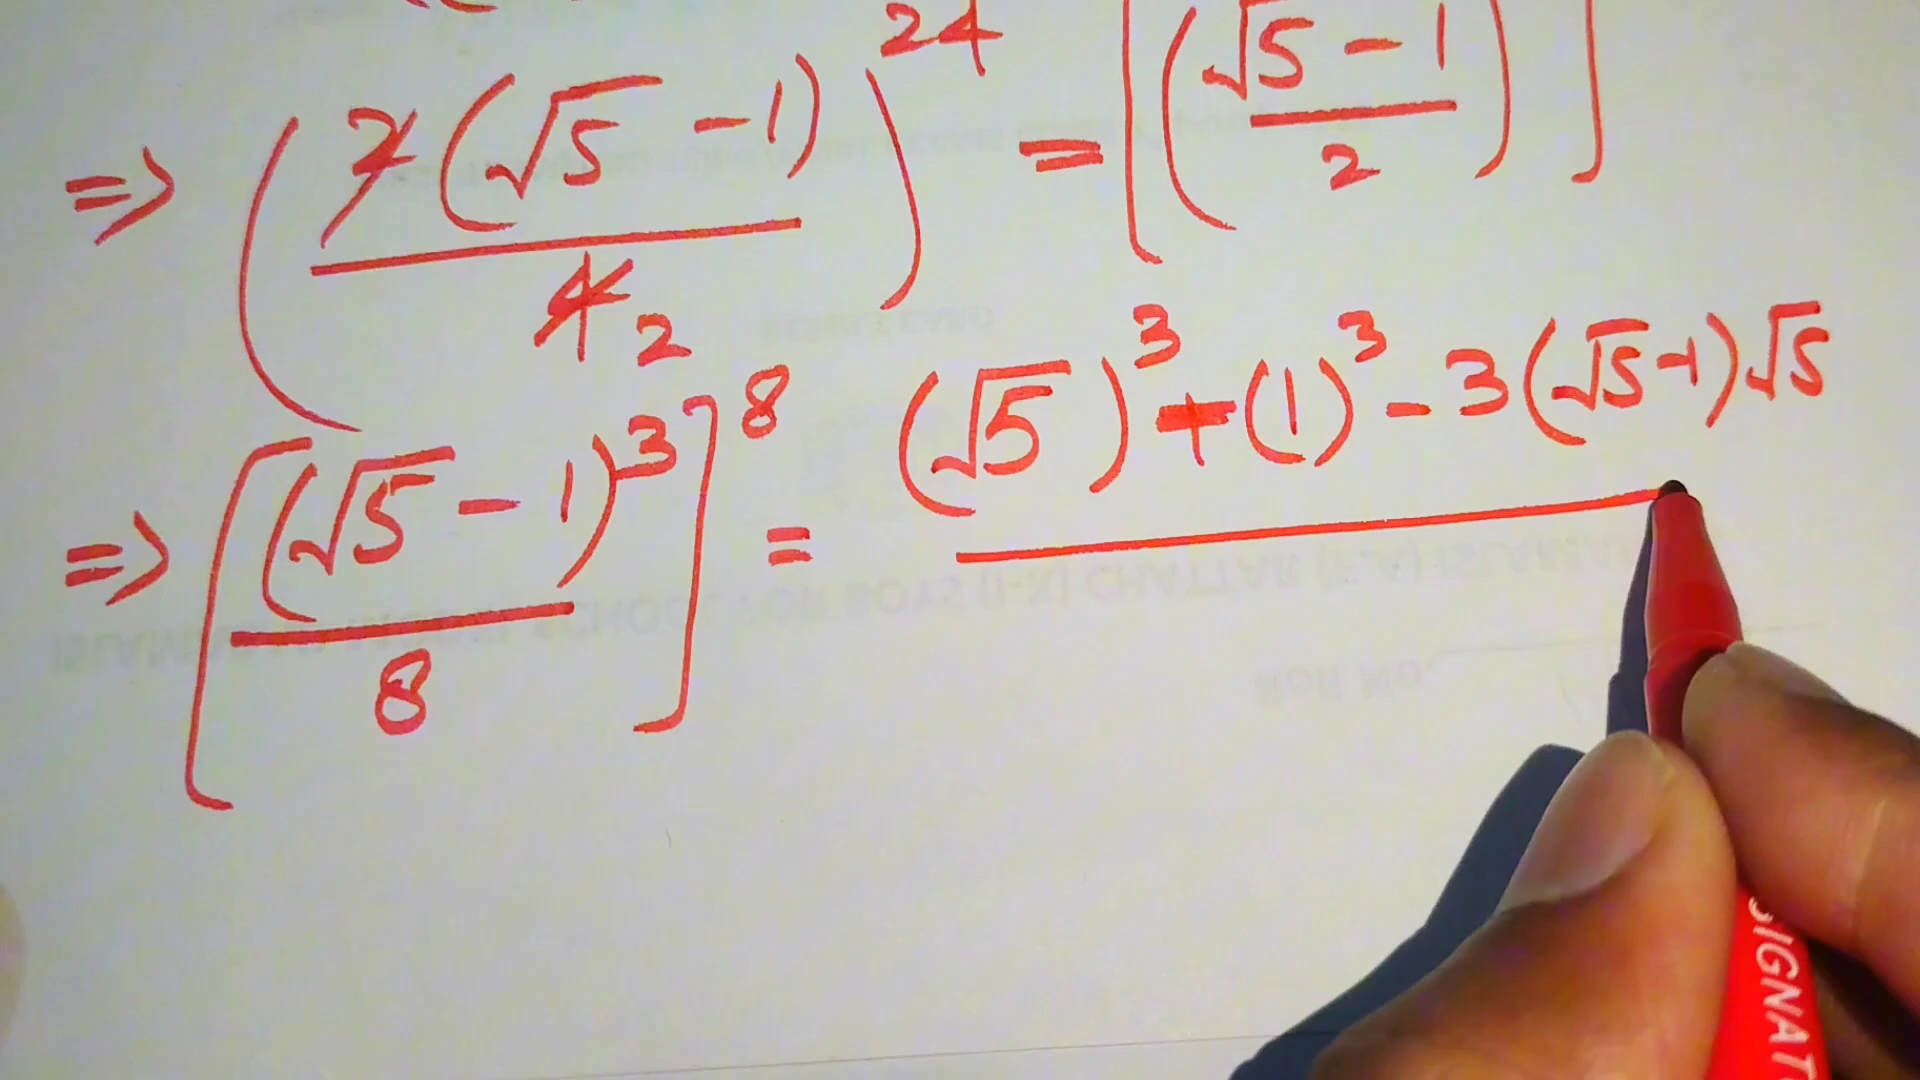 ⇒ (2(√5 - 1)/4 2)^24 = [((√5 - 1)/2)]
⇒ [(√5 - 1)^3/8]^8 = (√5)^3 + (1)^3 - 3(√5-1)√5
SIGNAT